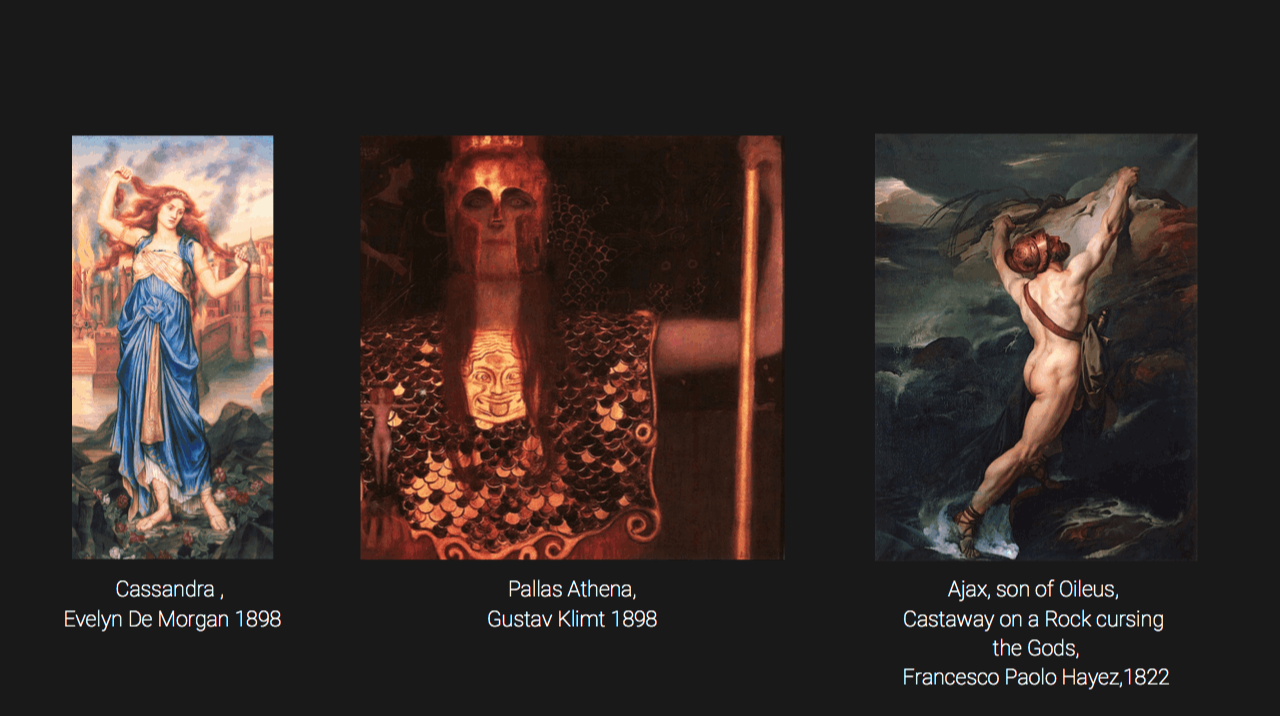 Cassandra ,
Evelyn De Morgan 1898
Pallas Athena,
Gustav Klimt 1898
Ajax, son of Oileus,
Castaway on a Rock cursing
the Gods,
Francesco Paolo Hayez,1822